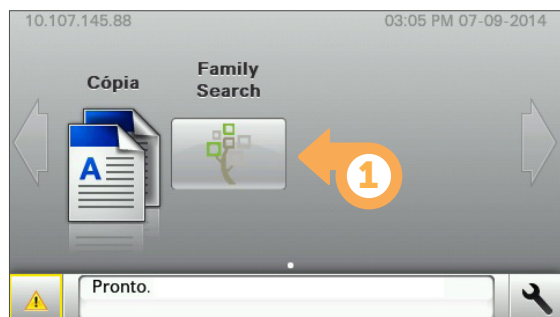 10.107.145.88
03:05 PM 07-09-2014
Cópia
Family
Search
A
1
Pronto.